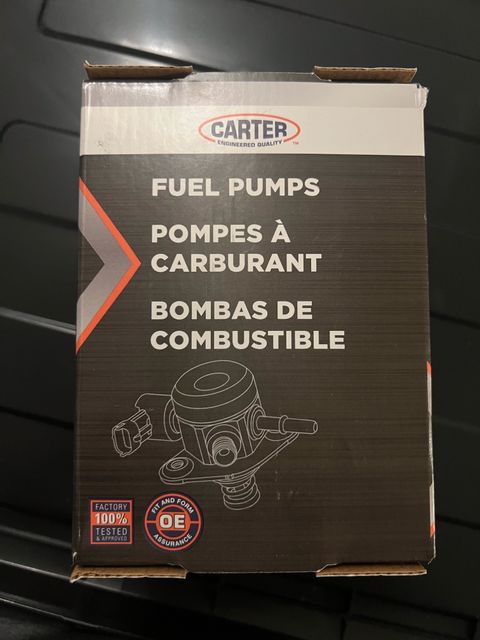 CARTER
ENGINEERED QUALITY
TM
FUEL PUMPS
POMPES À
CARBURANT
BOMBAS DE
COMBUSTIBLE
FACTORY
100%
TESTED
& APPROVED
FIT AND FORM
OE
ASSURANCE